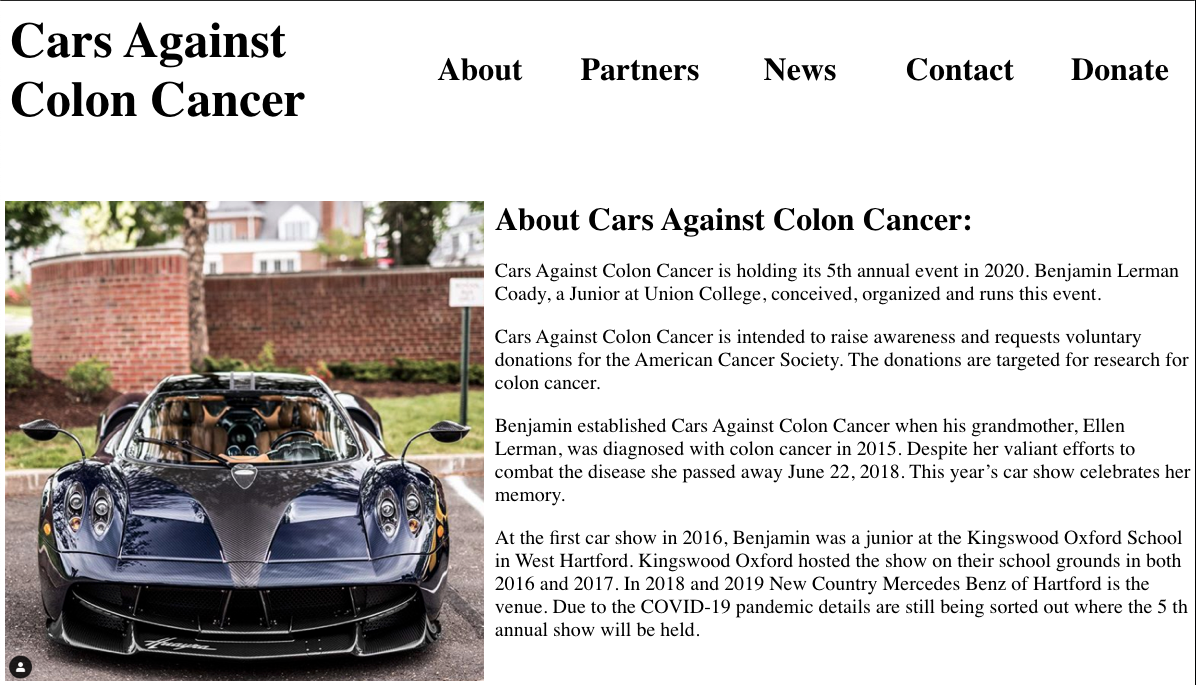 Cars Against
Colon Cancer
About Partners News Contact Donate
About Cars Against Colon Cancer:
Cars Against Colon Cancer is holding its 5th annual event in 2020. Benjamin Lerman
Coady, a Junior at Union College, conceived, organized and runs this event.
Cars Against Colon Cancer is intended to raise awareness and requests voluntary
donations for the American Cancer Society. The donations are targeted for research for
colon cancer.
Benjamin established Cars Against Colon Cancer when his grandmother, Ellen
Lerman, was diagnosed with colon cancer in 2015. Despite her valiant efforts to
combat the disease she passed away June 22, 2018. This year’s car show celebrates her
memory.
At the first car show in 2016, Benjamin was a junior at the Kingswood Oxford School
in West Hartford. Kingswood Oxford hosted the show on their school grounds in both
2016 and 2017. In 2018 and 2019 New Country Mercedes Benz of Hartford is the
venue. Due to the COVID-19 pandemic details are still being sorted out where the 5 th
annual show will be held.
Huayra